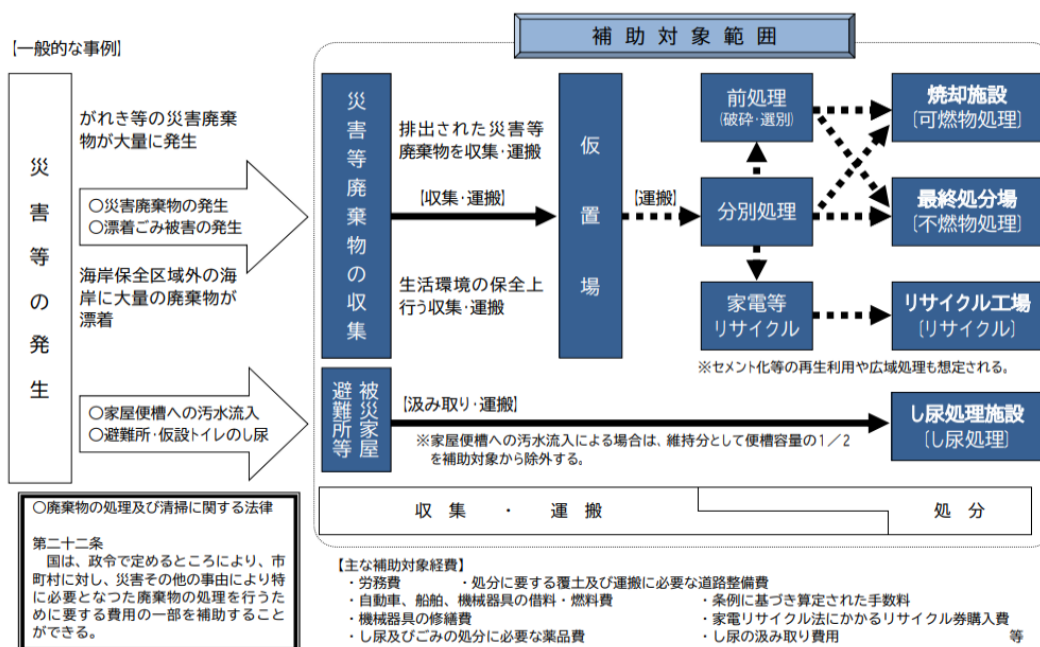 補助対象範囲
【一般的な事例】
災害等の発生
がれき等の災害廃棄
物が大量に発生
○災害廃棄物の発生
○漂着ごみ被害の発生
海岸保全区域外の海
岸に大量の廃棄物が
漂着
○家屋便槽への汚水流入
○避難所・仮設トイレのし尿
災害等廃棄物の収集
排出された災害等
廃棄物を収集・運搬
【収集・運搬】
生活環境の保全上
行う収集・運搬
仮置場
【運搬】
前処理
(破砕・選別)
分別処理
家電等
リサイクル
焼却施設
［可燃物処理］
最終処分場
［不燃物処理］
リサイクル工場
［リサイクル］
※セメント化等の再生利用や広域処理も想定される。
被災家屋
避難所等
【汲み取り・運搬】
※家屋便槽への汚水流入による場合は、維持分として便槽容量の1／2
を補助対象から除外する。
し尿処理施設
［し尿処理］
収集・運搬
処分
○廃棄物の処理及び清掃に関する法律
第二十二条
国は、政令で定めるところにより、市
町村に対し、災害その他の事由により特
に必要となつた廃棄物の処理を行うた
めに要する費用の一部を補助すること
ができる。
【主な補助対象経費】
・労務費　・処分に要する覆土及び運搬に必要な道路整備費
・自動車、船舶、機械器具の借料・燃料費　・条例に基づき算定された手数料
・機械器具の修繕費　・家電リサイクル法にかかるリサイクル券購入費
・し尿及びごみの処分に必要な薬品費　・し尿の汲み取り費用　等